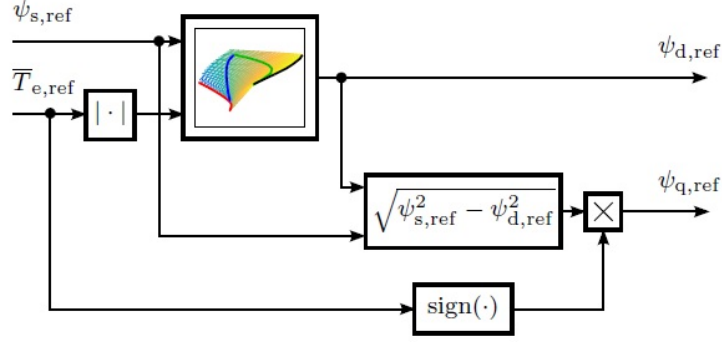 ψs,ref
T̅e,ref
|·|
ψd,ref
√ψ²s,ref − ψ²d,ref
×
ψq,ref
sign(·)